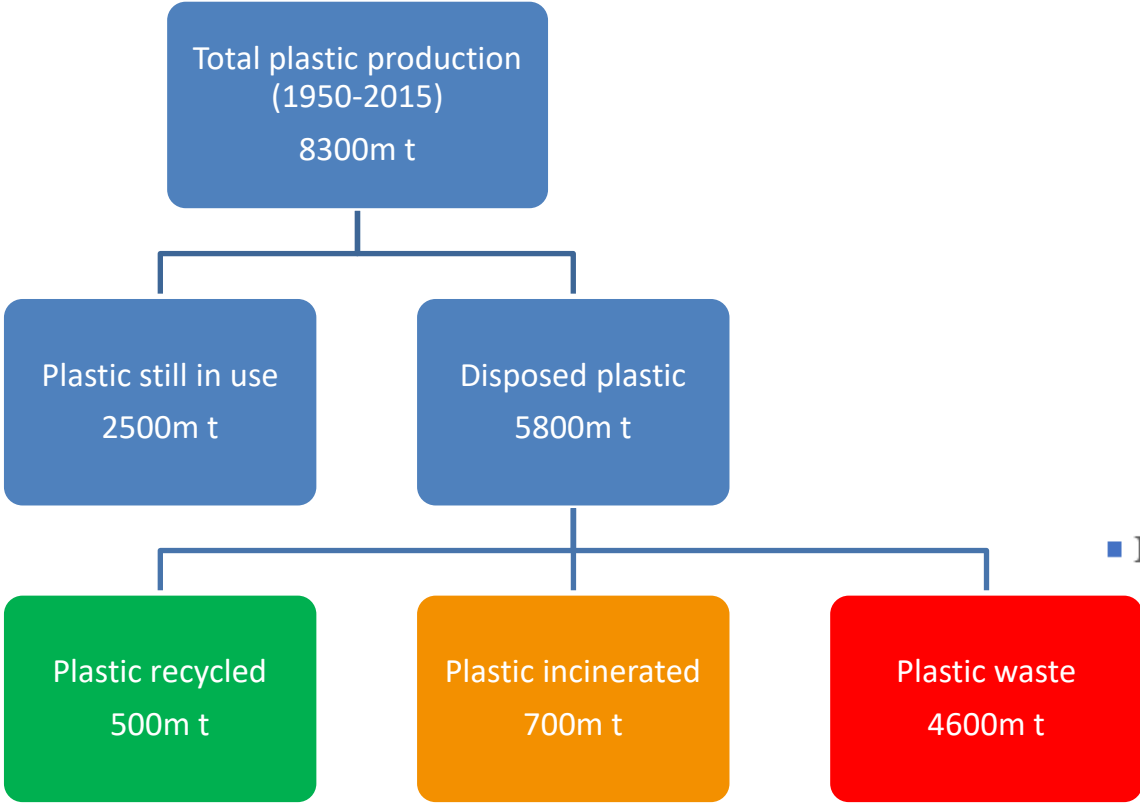 Total plastic production
(1950-2015)
8300m t
Plastic still in use
2500m t
Disposed plastic
5800m t
Plastic recycled
500m t
Plastic incinerated
700m t
Plastic waste
4600m t